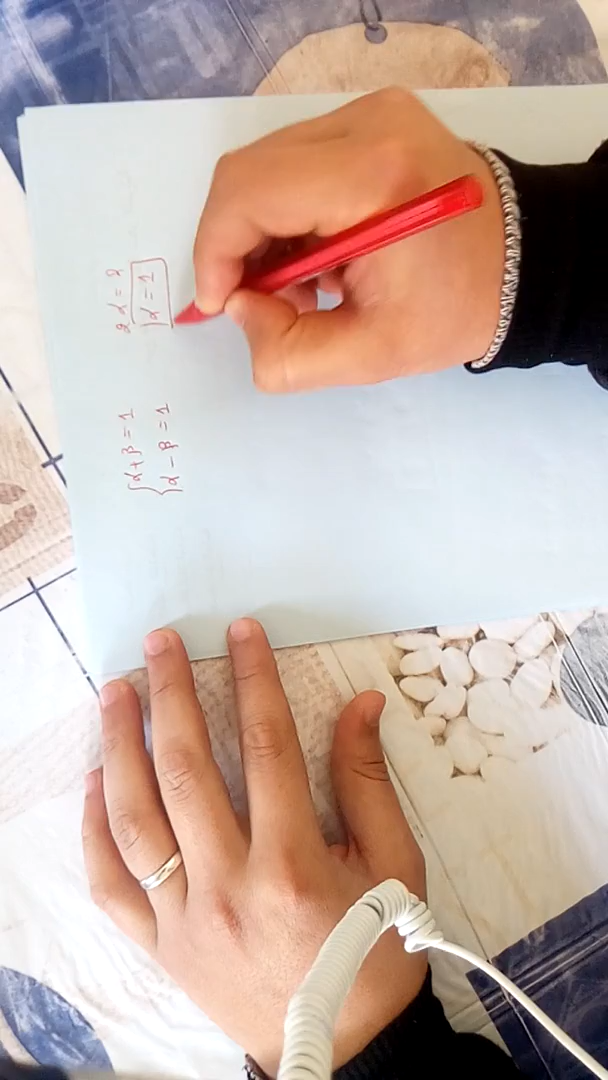 α + β = 1
α - β = 1
2α = 2
α = 1